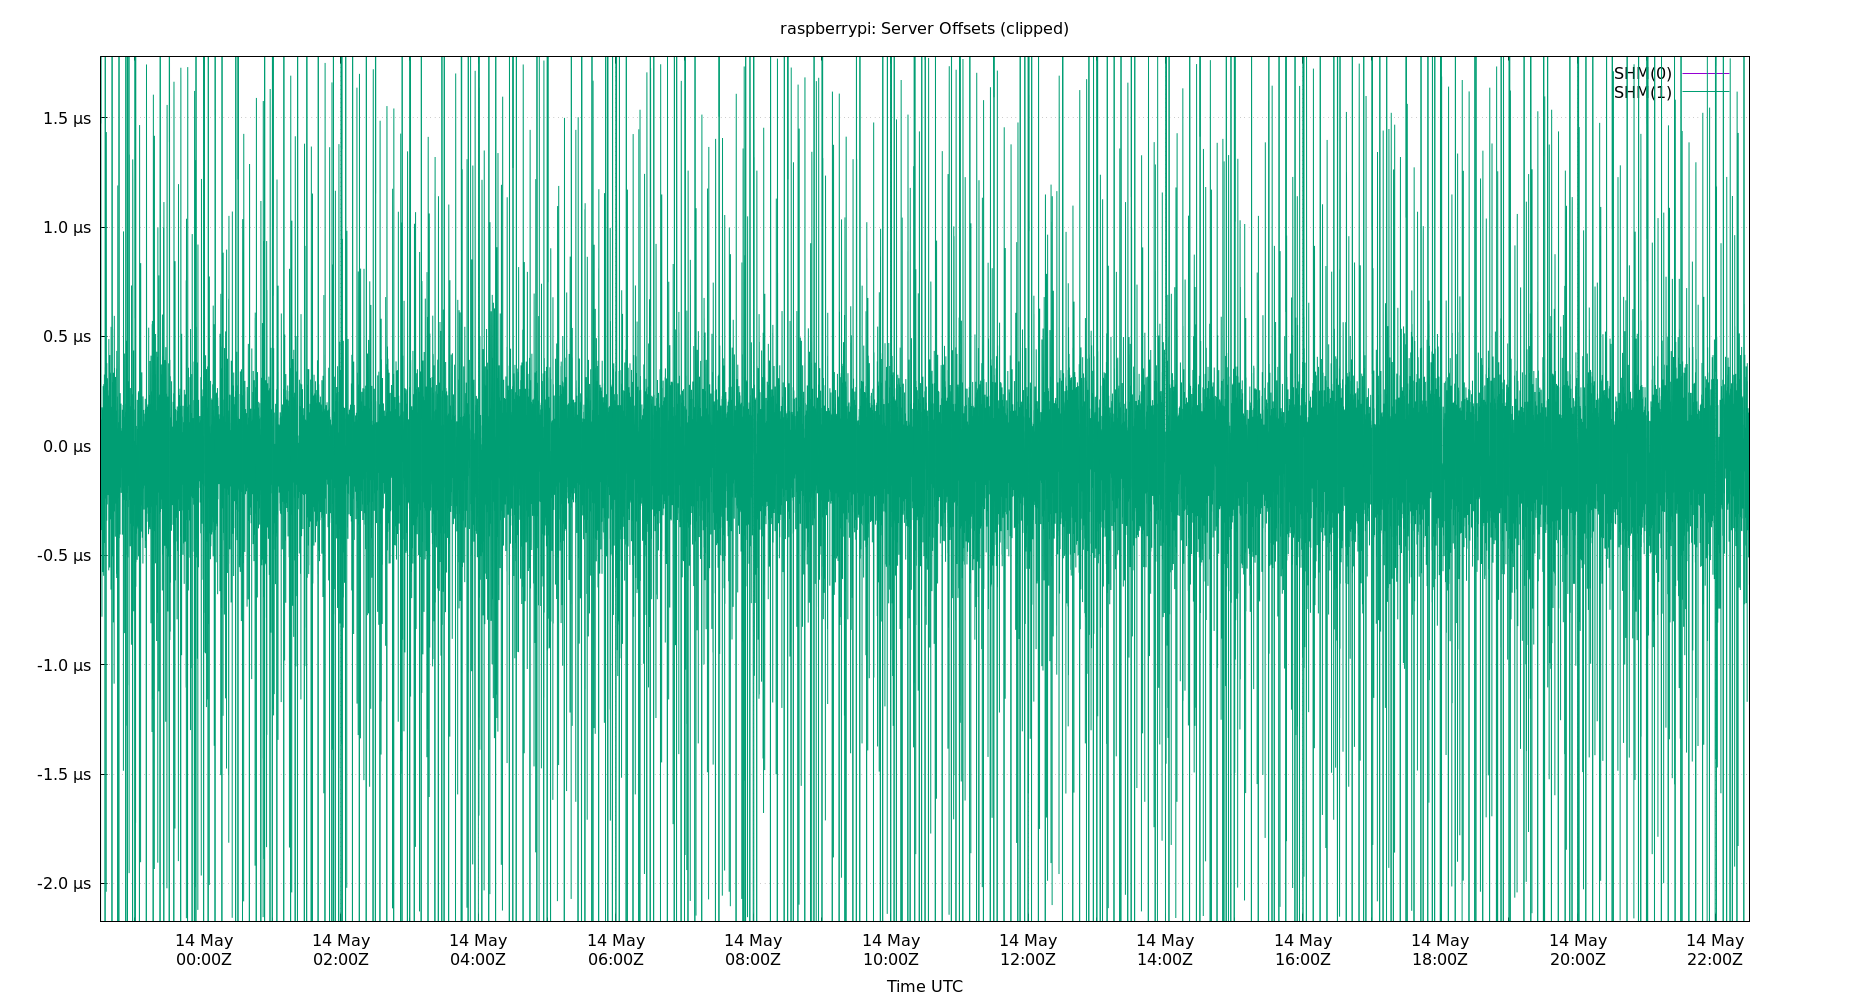 raspberrypi: Server Offsets (clipped)
SHM(0)
SHM(1)
1.5 µs
1.0 µs
0.5 µs
0.0 µs
-0.5 µs
-1.0 µs
-1.5 µs
-2.0 µs
14 May 14 May 14 May 14 May 14 May 14 May 14 May 14 May 14 May 14 May 14 May 14 May
00:00Z 02:00Z 04:00Z 06:00Z 08:00Z 10:00Z 12:00Z 14:00Z 16:00Z 18:00Z 20:00Z 22:00Z
Time UTC